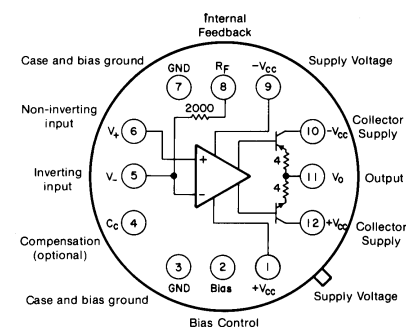 Internal
Feedback
Case and bias ground
GND
RF
-VCC
Supply Voltage
7
8
9
2000
Non-inverting
input
V+
6
+
10
-VCC
Collector
Supply
4
Inverting
input
V-
5
-
11
Vo
Output
4
CC
4
12
+VCC
Collector
Supply
Compensation
(optional)
3
2
1
GND
Bias
+VCC
Case and bias ground
Supply Voltage
Bias Control